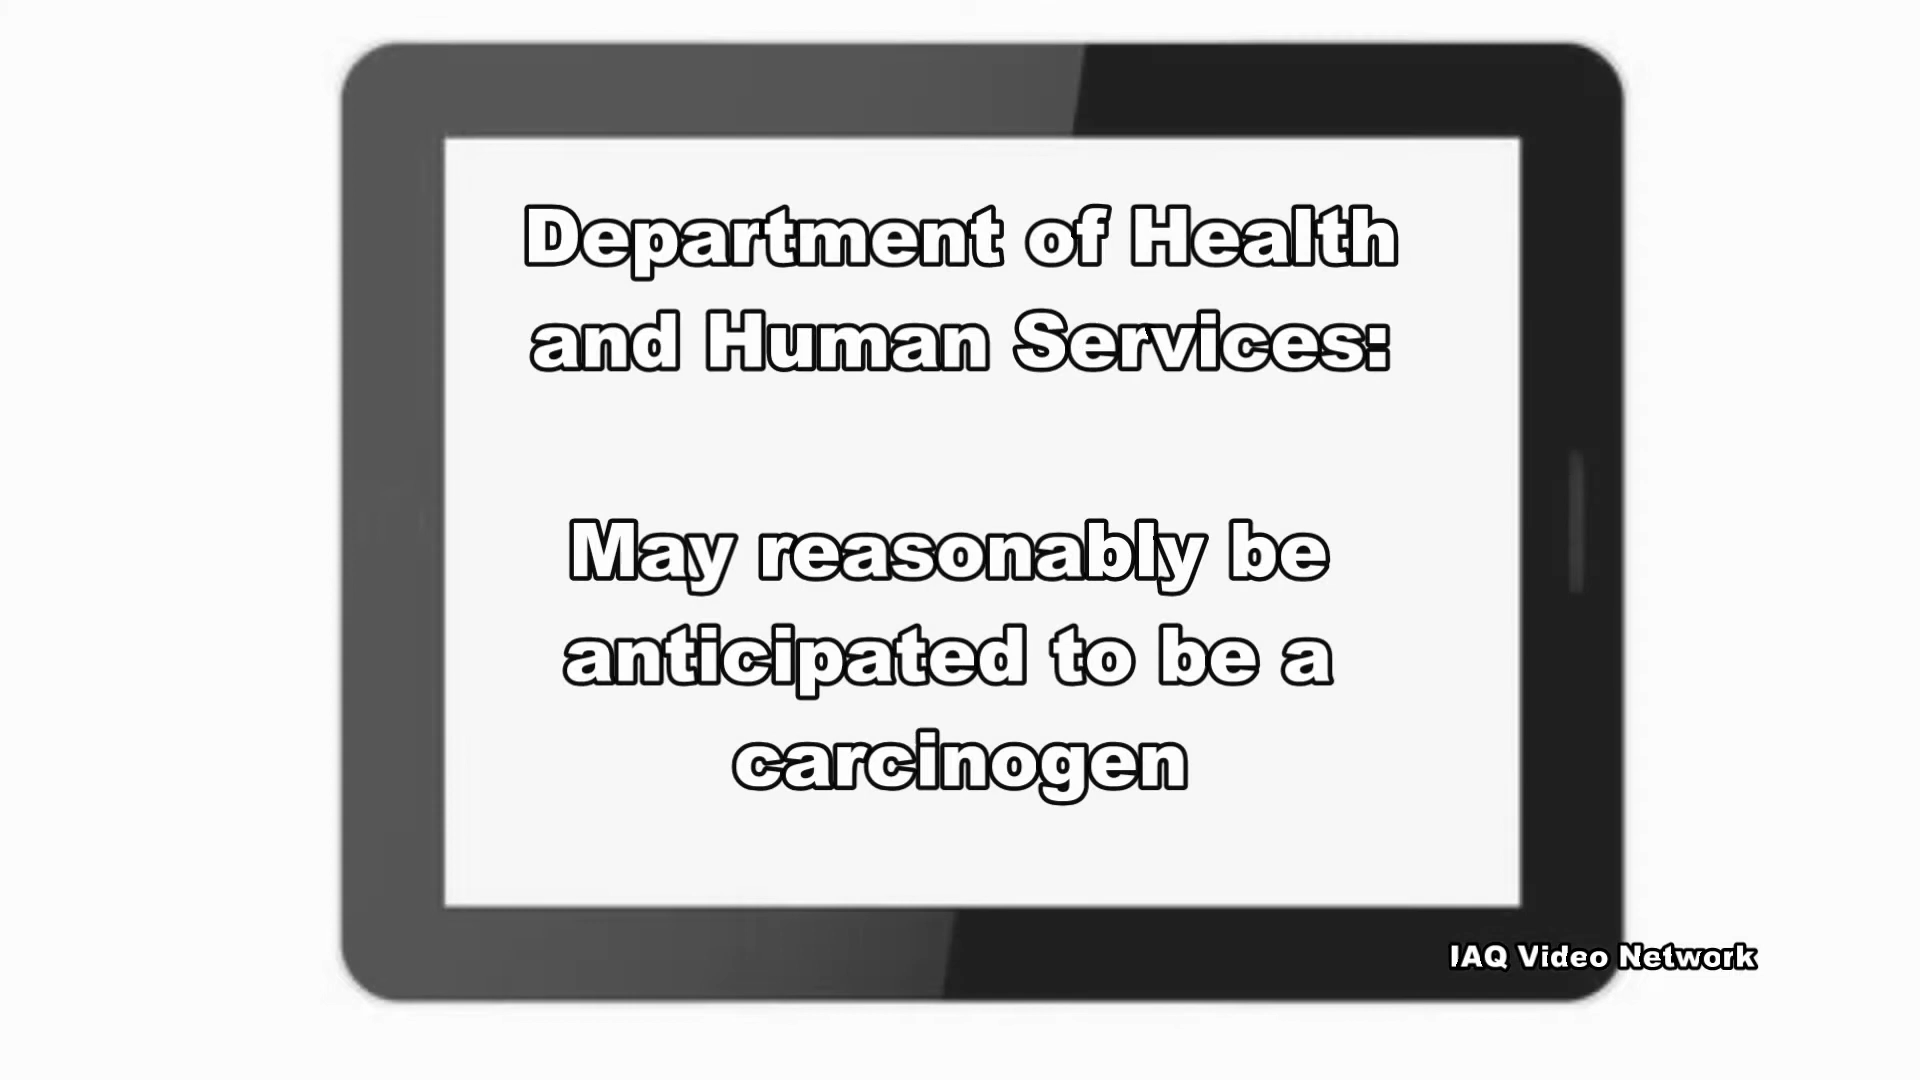 Department of Health
and Human Services:
May reasonably be
anticipated to be a
carcinogen
IAQ Video Network